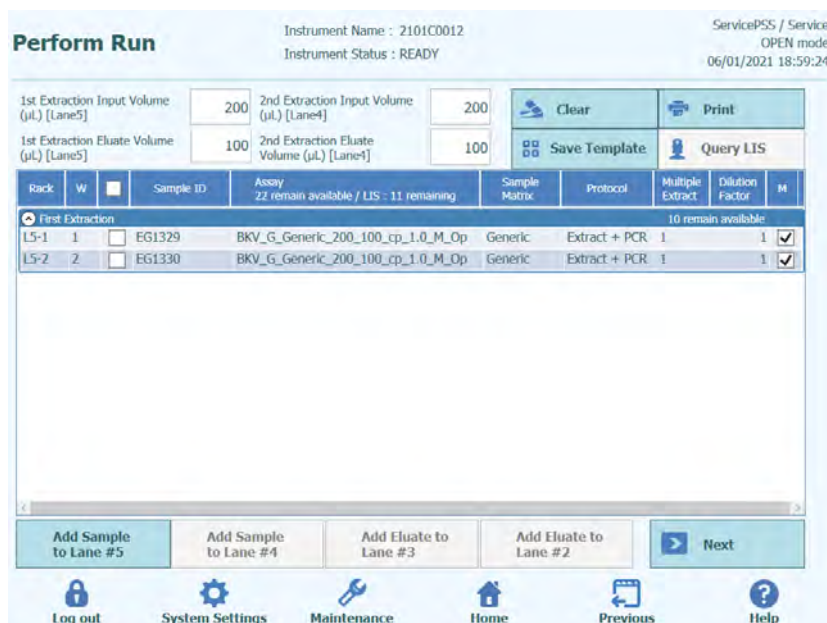 Perform Run
Instrument Name : 2101C0012
Instrument Status : READY
ServicePSS / Service
OPEN mode
06/01/2021 18:59:24
1st Extraction Input Volume (µL) [Lane5] 200
2nd Extraction Input Volume (µL) [Lane4] 200
Clear
Print
1st Extraction Eluate Volume (µL) [Lane5] 100
2nd Extraction Eluate Volume (µL) [Lane4] 100
Save Template
Query LIS
Rack W Sample ID Assay 22 remain available / LIS : 11 remaining Sample Matrix Protocol Multiple Extract Dilution Factor M
First Extraction 10 remain available
L5-1 1 EG1329 BKV_G_Generic_200_100_cp_1.0_M_Op Generic Extract + PCR 1 1
L5-2 2 EG1330 BKV_G_Generic_200_100_cp_1.0_M_Op Generic Extract + PCR 1 1
Add Sample to Lane #5
Add Sample to Lane #4
Add Eluate to Lane #3
Add Eluate to Lane #2
Next
Log out
System Settings
Maintenance
Home
Previous
Help